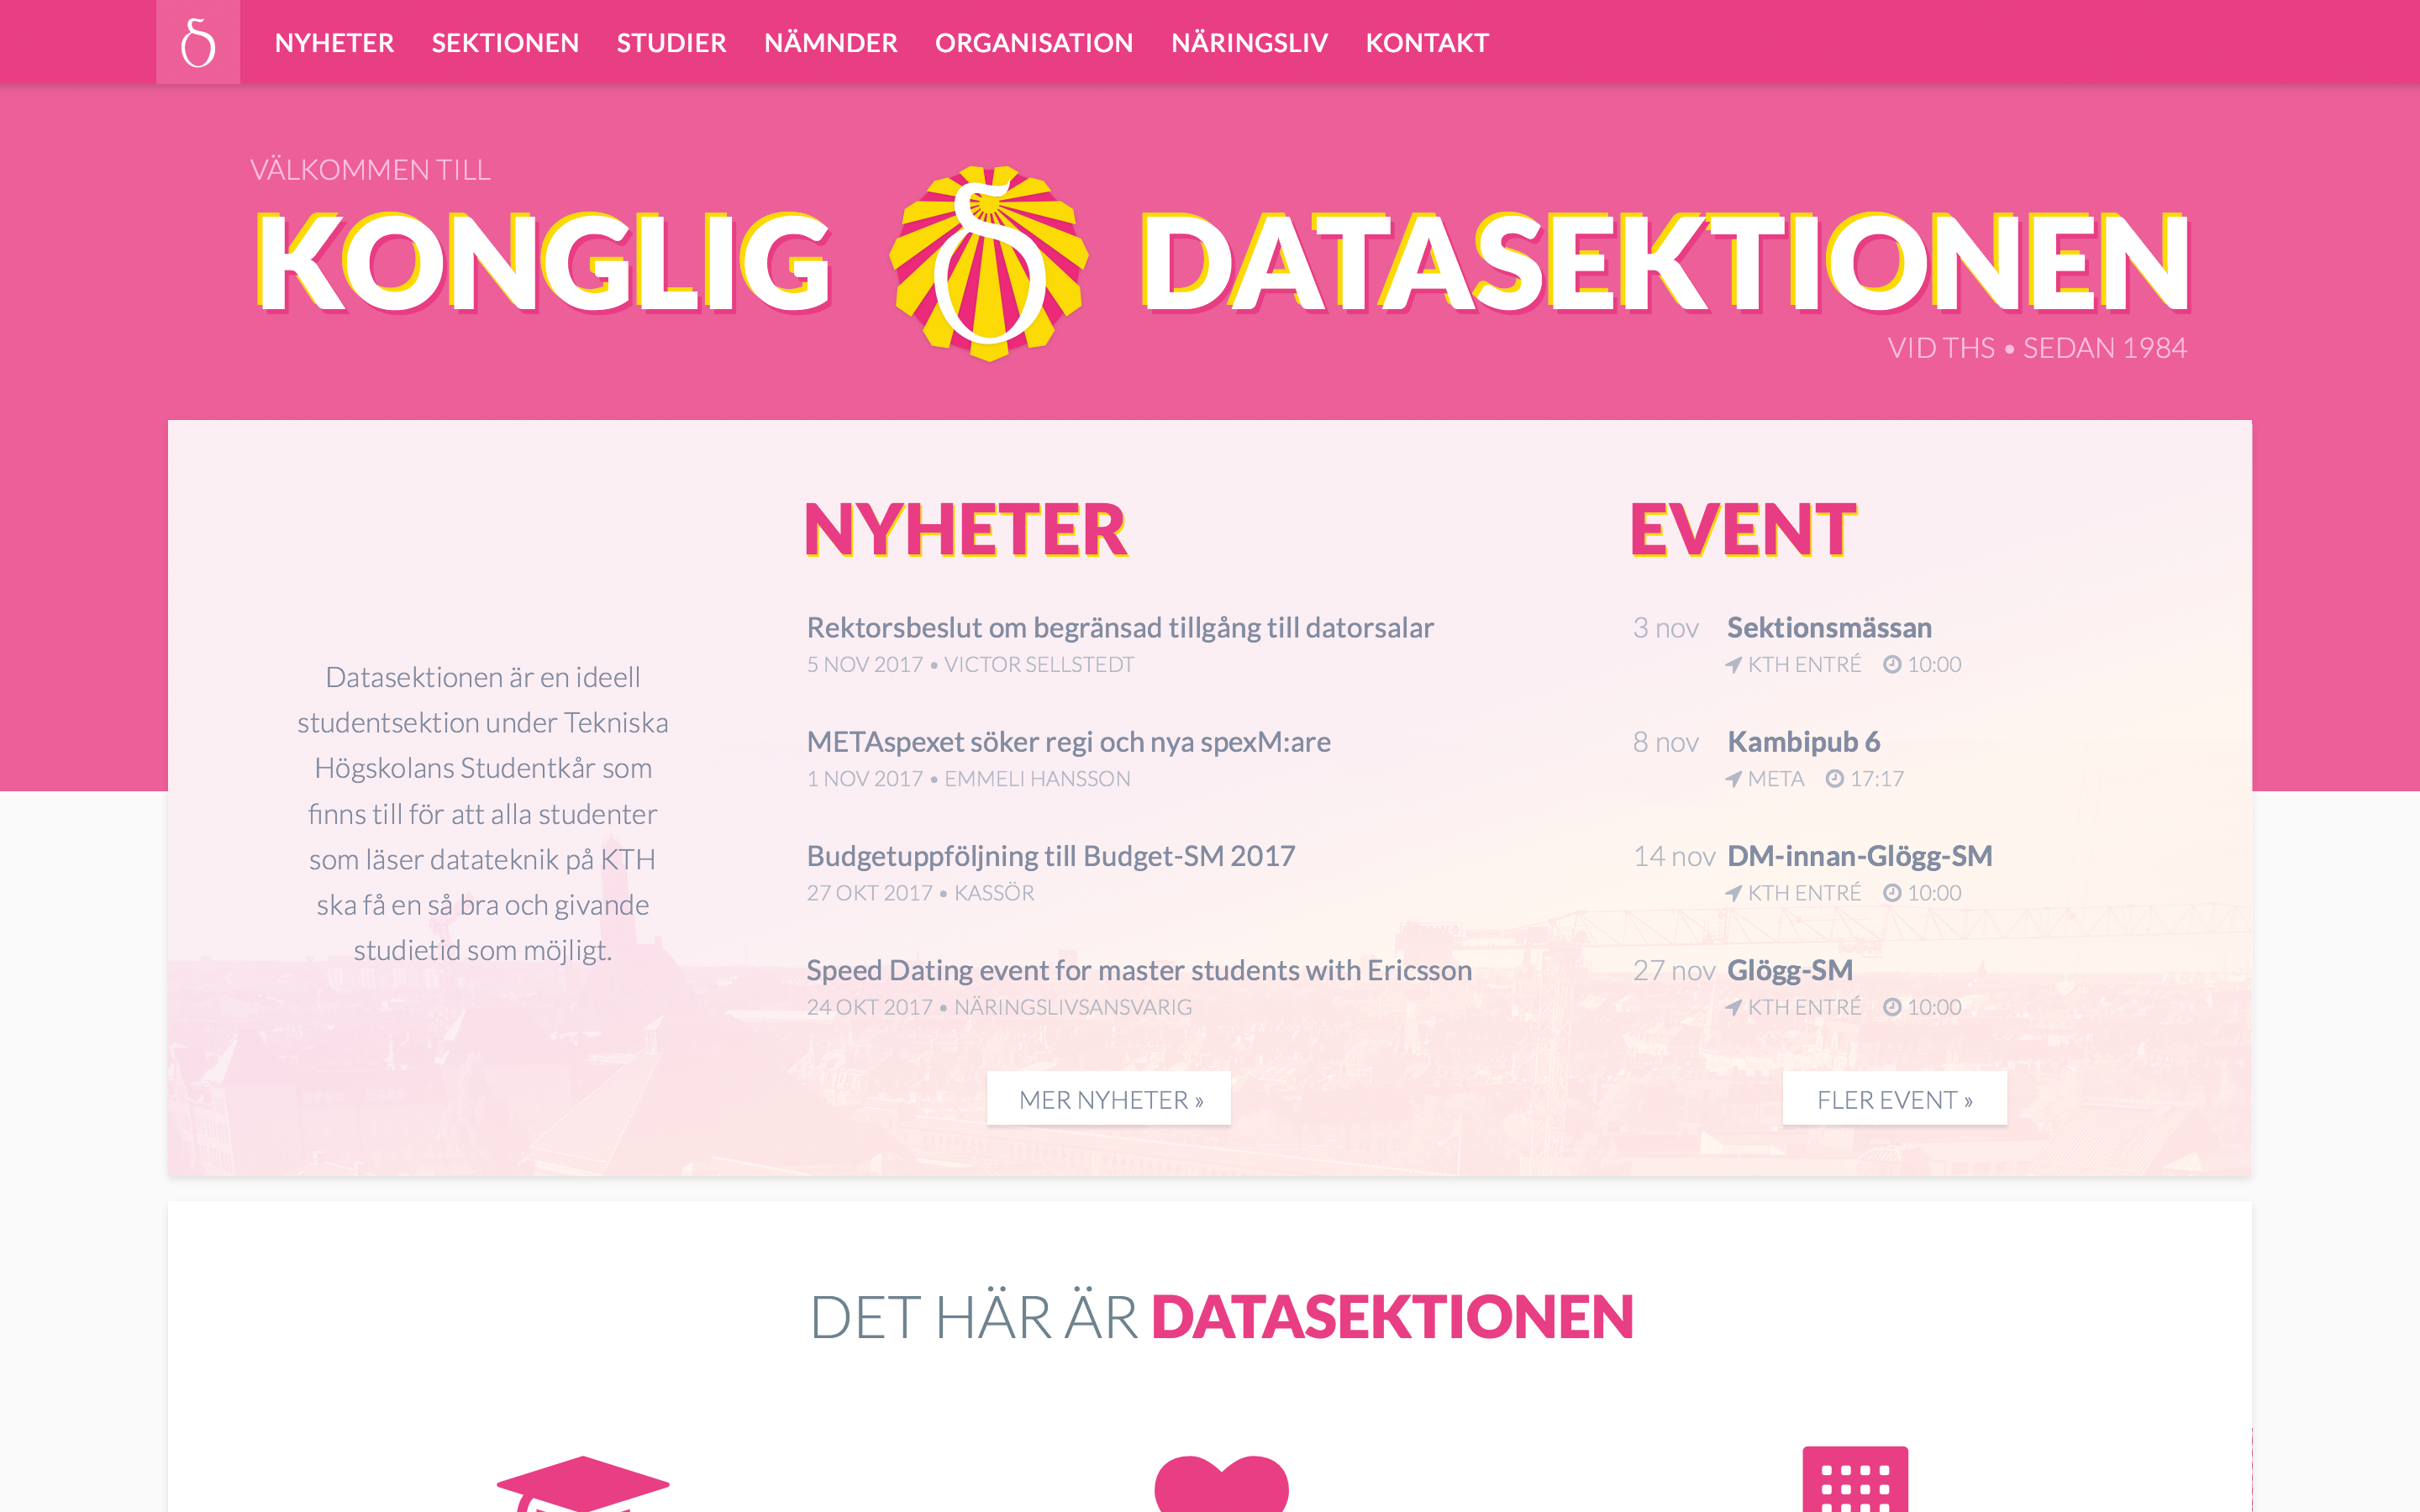 δ NYHETER SEKTIONEN STUDIER NÄMNDER ORGANISATION NÄRINGSLIV KONTAKT
VÄLKOMMEN TILL
KONGLIG δ DATASEKTIONEN
VID THS • SEDAN 1984
Datasektionen är en ideell
studentsektion under Tekniska
Högskolans Studentkår som
finns till för att alla studenter
som läser datateknik på KTH
ska få en så bra och givande
studietid som möjligt.
NYHETER
Rektorsbeslut om begränsad tillgång till datorsalar
5 NOV 2017 • VICTOR SELLSTEDT
METAspexet söker regi och nya spexM:are
1 NOV 2017 • EMMELI HANSSON
Budgetuppföljning till Budget-SM 2017
27 OKT 2017 • KASSÖR
Speed Dating event for master students with Ericsson
24 OKT 2017 • NÄRINGSLIVSANSVARIG
MER NYHETER »
EVENT
3 nov Sektionsmässan
KTH ENTRÉ 10:00
8 nov Kambipub 6
META 17:17
14 nov DM-innan-Glögg-SM
KTH ENTRÉ 10:00
27 nov Glögg-SM
KTH ENTRÉ 10:00
FLER EVENT »
DET HÄR ÄR DATASEKTIONEN